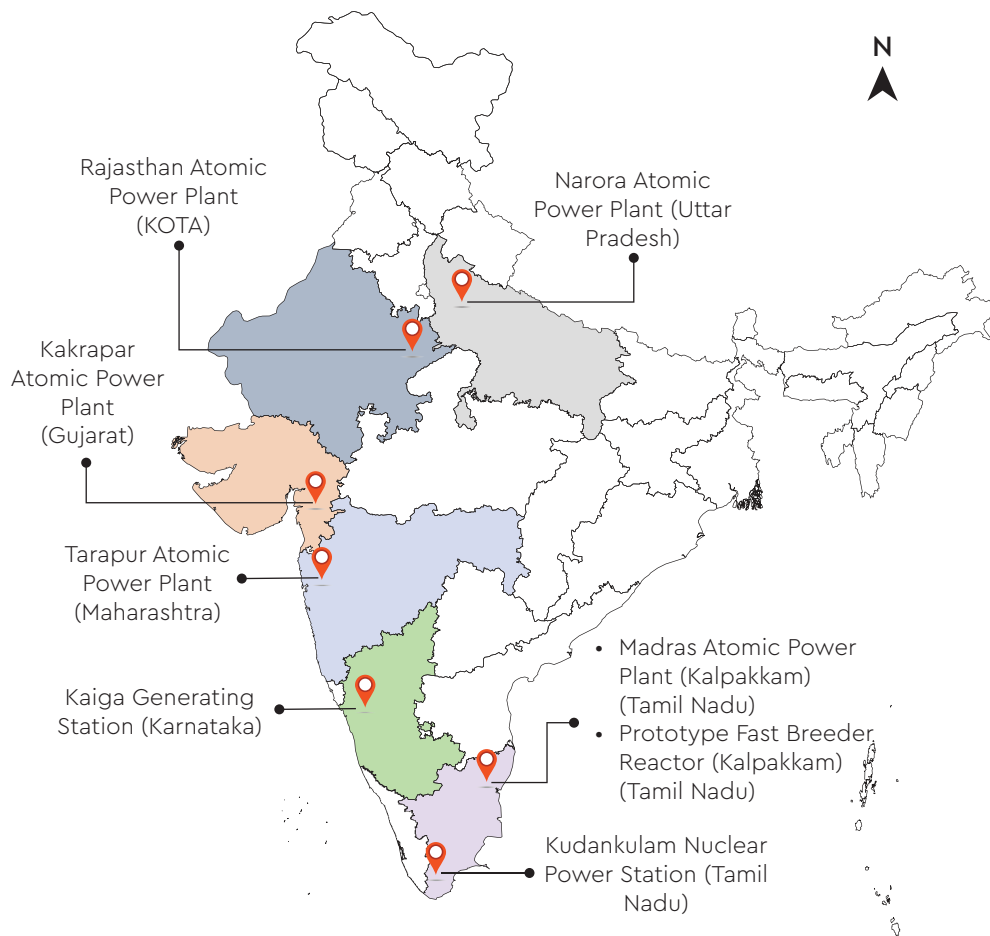 N
Rajasthan Atomic
Power Plant
(KOTA)
Narora Atomic
Power Plant (Uttar
Pradesh)
Kakrapar
Atomic Power
Plant
(Gujarat)
Tarapur Atomic
Power Plant
(Maharashtra)
Kaiga Generating
Station (Karnataka)
• Madras Atomic Power
Plant (Kalpakkam)
(Tamil Nadu)
• Prototype Fast Breeder
Reactor (Kalpakkam)
(Tamil Nadu)
Kudankulam Nuclear
Power Station (Tamil
Nadu)